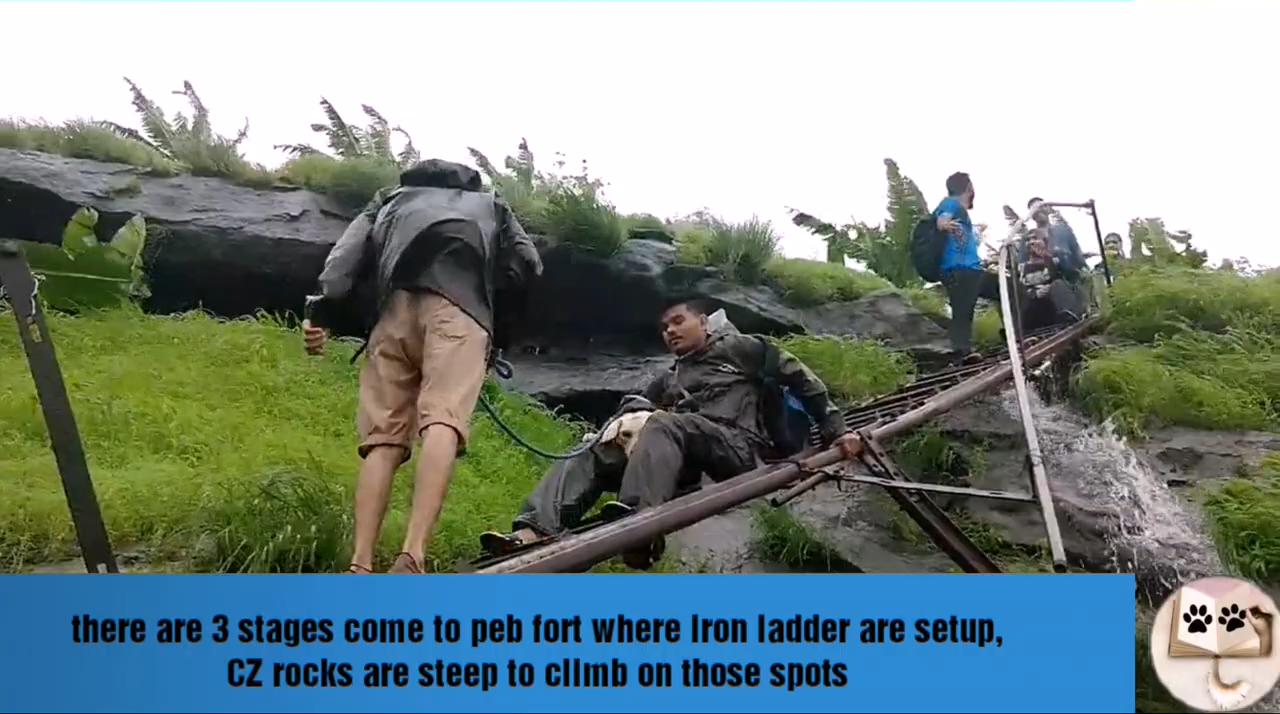 there are 3 stages come to peb fort where iron ladder are setup,
CZ rocks are steep to climb on those spots